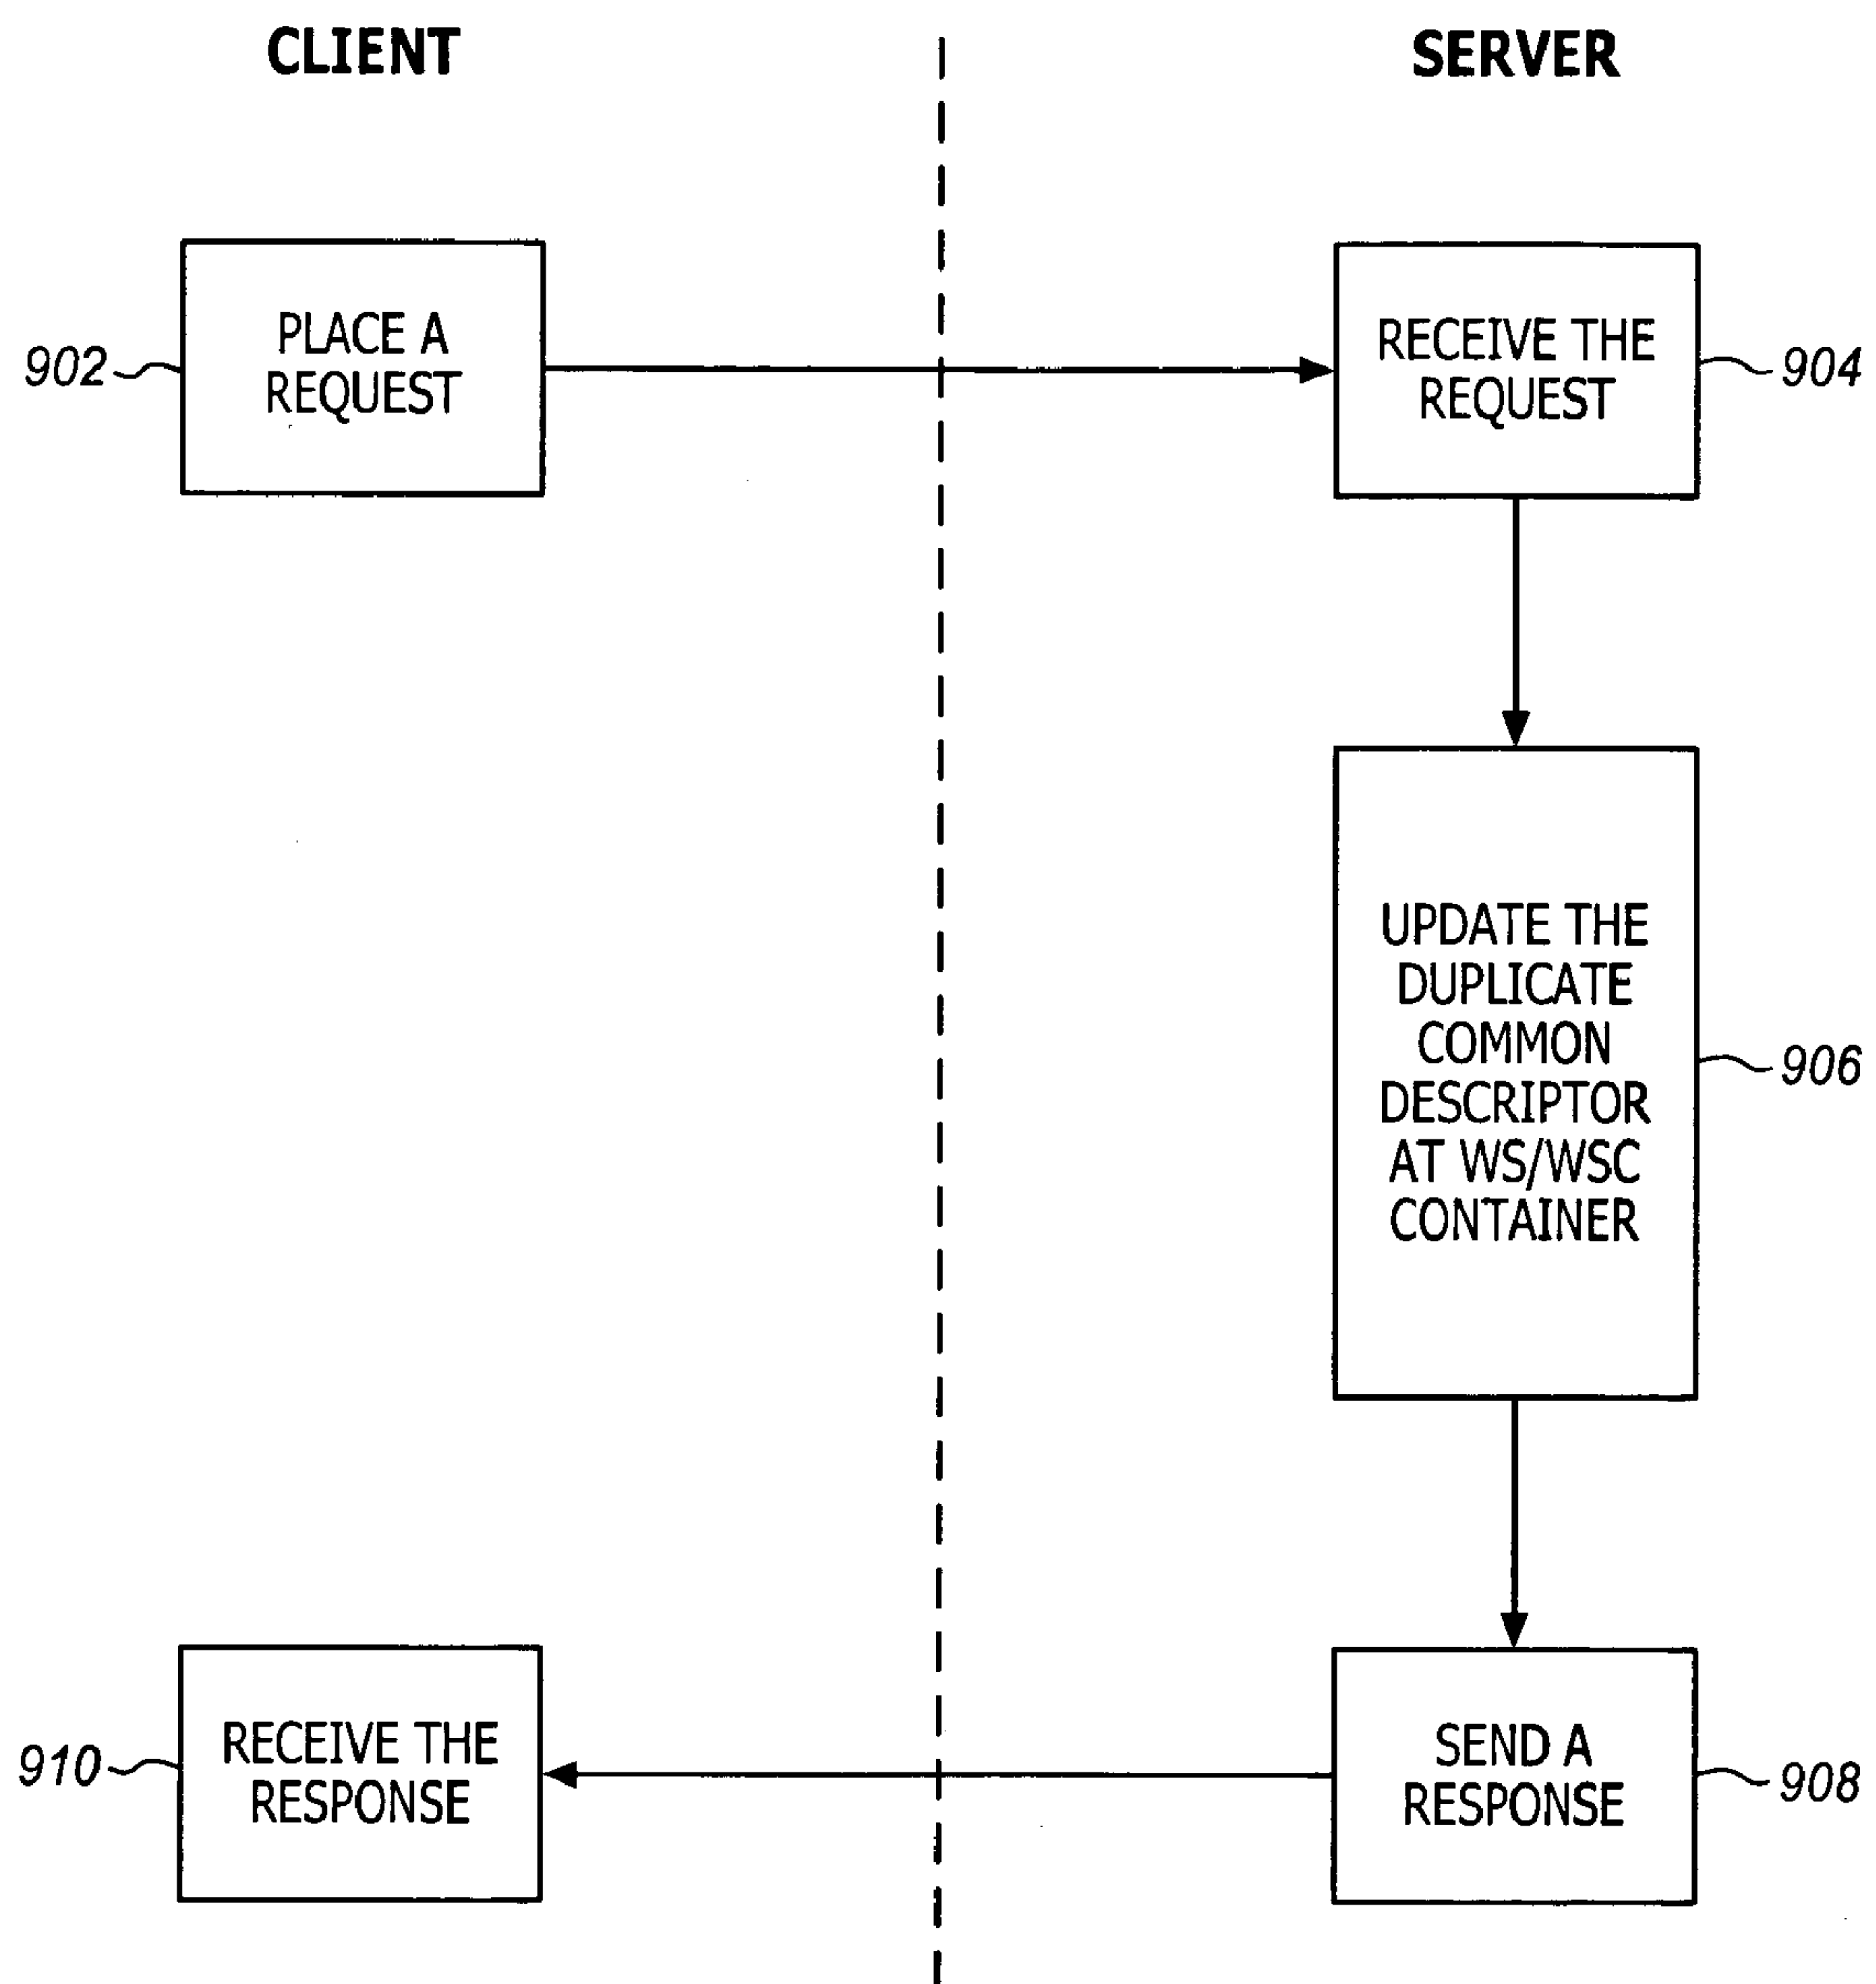 CLIENT
SERVER
902
PLACE A
REQUEST
RECEIVE THE
REQUEST
904
UPDATE THE
DUPLICATE
COMMON
DESCRIPTOR
AT WS/WSC
CONTAINER
906
910
RECEIVE THE
RESPONSE
SEND A
RESPONSE
908